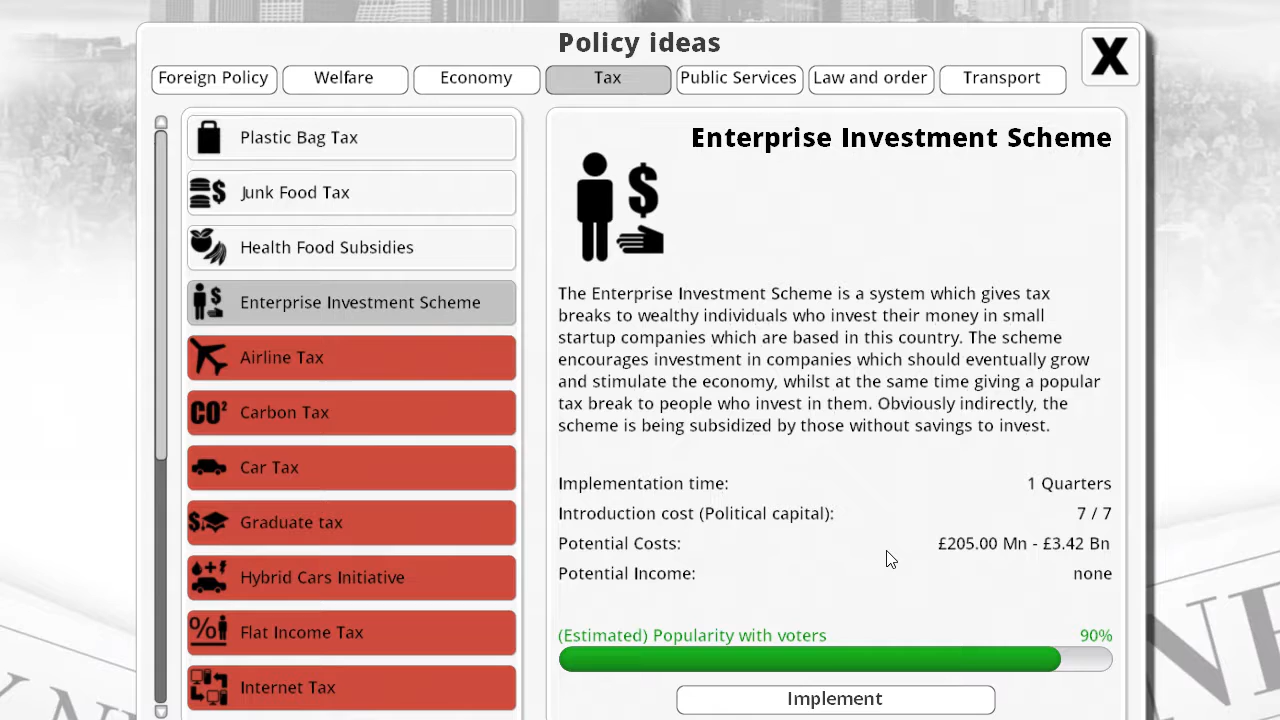 Policy ideas
X
Foreign Policy
Welfare
Economy
Tax
Public Services
Law and order
Transport
Plastic Bag Tax
Junk Food Tax
Health Food Subsidies
Enterprise Investment Scheme
Airline Tax
CO² Carbon Tax
Car Tax
Graduate tax
Hybrid Cars Initiative
Flat Income Tax
Internet Tax
Enterprise Investment Scheme
The Enterprise Investment Scheme is a system which gives tax
breaks to wealthy individuals who invest their money in small
startup companies which are based in this country. The scheme
encourages investment in companies which should eventually grow
and stimulate the economy, whilst at the same time giving a popular
tax break to people who invest in them. Obviously indirectly, the
scheme is being subsidized by those without savings to invest.
Implementation time: 1 Quarters
Introduction cost (Political capital): 7 / 7
Potential Costs: £205.00 Mn - £3.42 Bn
Potential Income: none
(Estimated) Popularity with voters 90%
Implement